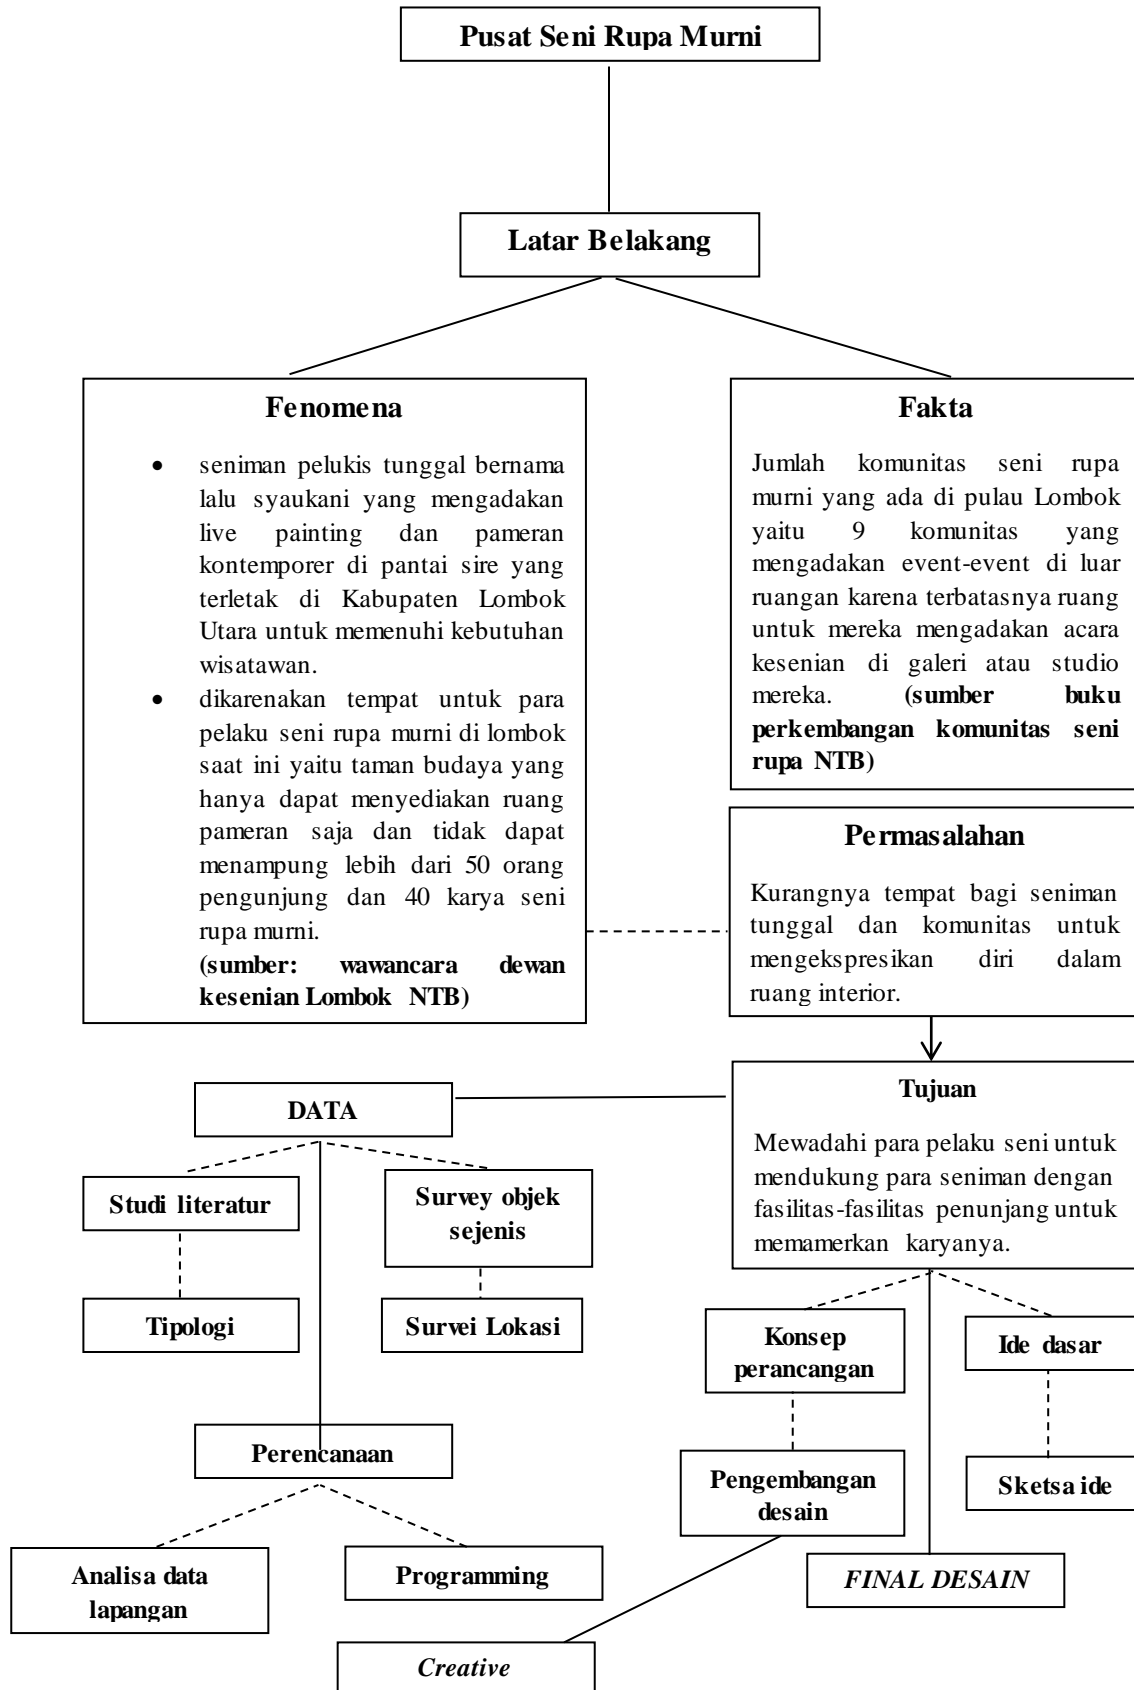 Pusat Seni Rupa Murni
Latar Belakang
Fenomena
• seniman pelukis tunggal bernama
lalu syaukani yang mengadakan
live painting dan pameran
kontemporer di pantai sire yang
terletak di Kabupaten Lombok
Utara untuk memenuhi kebutuhan
wisatawan.
• dikarenakan tempat untuk para
pelaku seni rupa murni di lombok
saat ini yaitu taman budaya yang
hanya dapat menyediakan ruang
pameran saja dan tidak dapat
menampung lebih dari 50 orang
pengunjung dan 40 karya seni
rupa murni.
(sumber: wawancara dewan
kesenian Lombok NTB)
Fakta
Jumlah komunitas seni rupa
murni yang ada di pulau Lombok
yaitu 9 komunitas yang
mengadakan event-event di luar
ruangan karena terbatasnya ruang
untuk mereka mengadakan acara
kesenian di galeri atau studio
mereka. (sumber buku
perkembangan komunitas seni
rupa NTB)
Permasalahan
Kurangnya tempat bagi seniman
tunggal dan komunitas untuk
mengekspresikan diri dalam
ruang interior.
Tujuan
Mewadahi para pelaku seni untuk
mendukung para seniman dengan
fasilitas-fasilitas penunjang untuk
memamerkan karyanya.
DATA
Studi literatur
Survey objek
sejenis
Tipologi
Survei Lokasi
Konsep
perancangan
Ide dasar
Perencanaan
Pengembangan
desain
Sketsa ide
Analisa data
lapangan
Programming
FINAL DESAIN
Creative